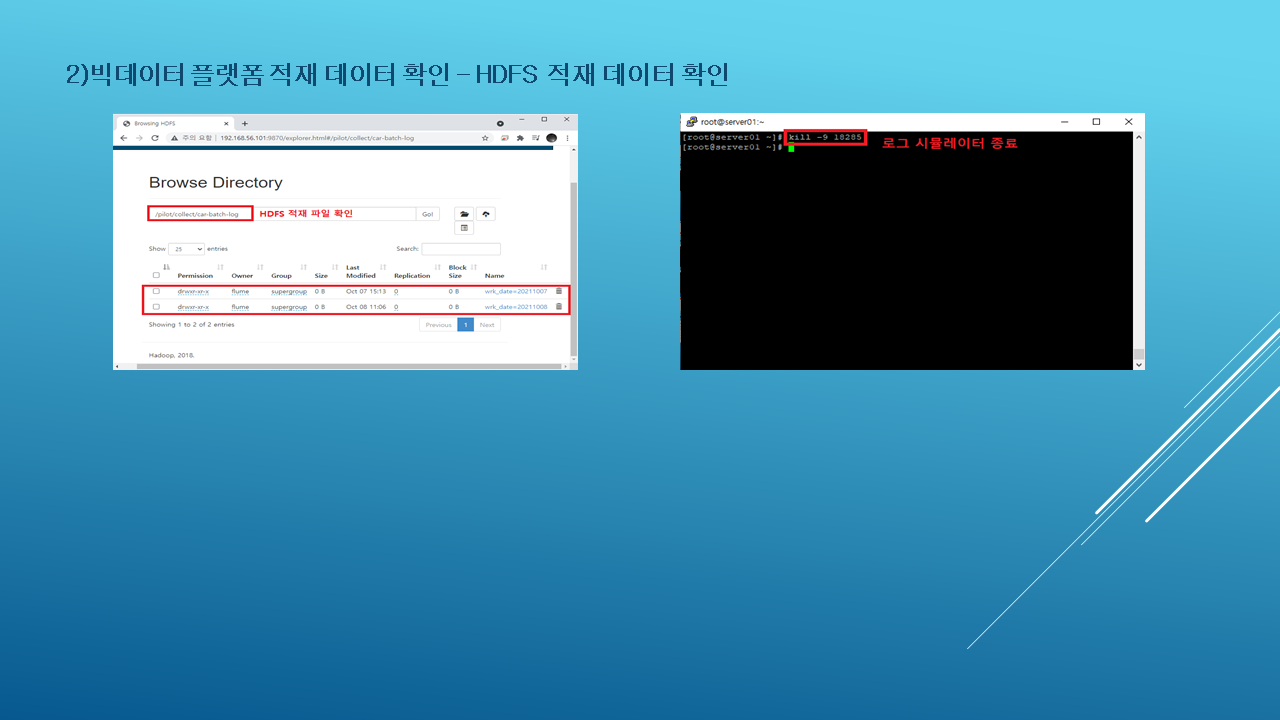 2)빅데이터 플랫폼 적재 데이터 확인 – HDFS 적재 데이터 확인
Browsing HDFS
주의 요함 | 192.168.56.101:9870/explorer.html#/pilot/collect/car-batch-log
Browse Directory
/pilot/collect/car-batch-log HDFS 적재 파일 확인 Go!
Show 25 entries Search:
Permission Owner Group Size Last Modified Replication Block Size Name
drwxr-xr-x flume supergroup 0 B Oct 07 15:13 0 0 B wrk_date=20211007
drwxr-xr-x flume supergroup 0 B Oct 08 11:06 0 0 B wrk_date=20211008
Showing 1 to 2 of 2 entries Previous 1 Next
Hadoop, 2018.
root@server01:~
[root@server01 ~]# kill -9 18285 로그 시뮬레이터 종료
[root@server01 ~]#